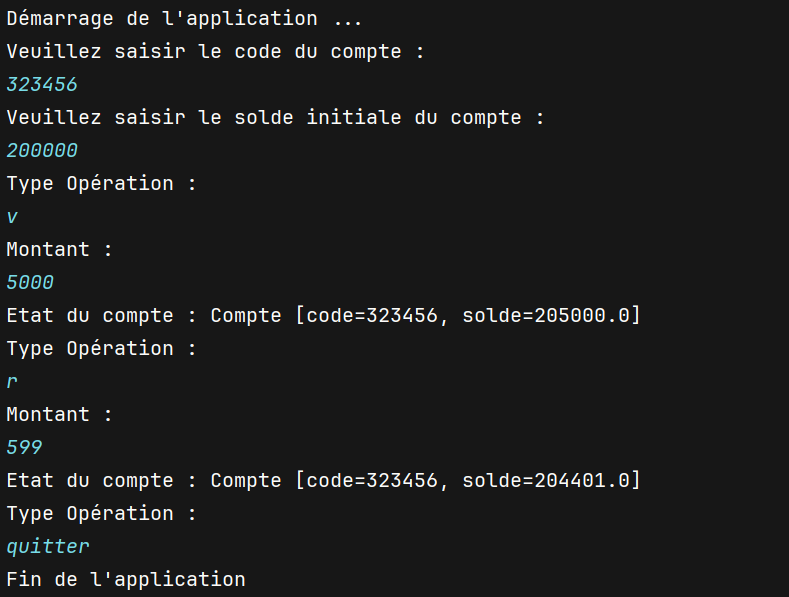 Démarrage de l'application ...
Veuillez saisir le code du compte :
323456
Veuillez saisir le solde initiale du compte :
200000
Type Opération :
v
Montant :
5000
Etat du compte : Compte [code=323456, solde=205000.0]
Type Opération :
r
Montant :
599
Etat du compte : Compte [code=323456, solde=204401.0]
Type Opération :
quitter
Fin de l'application